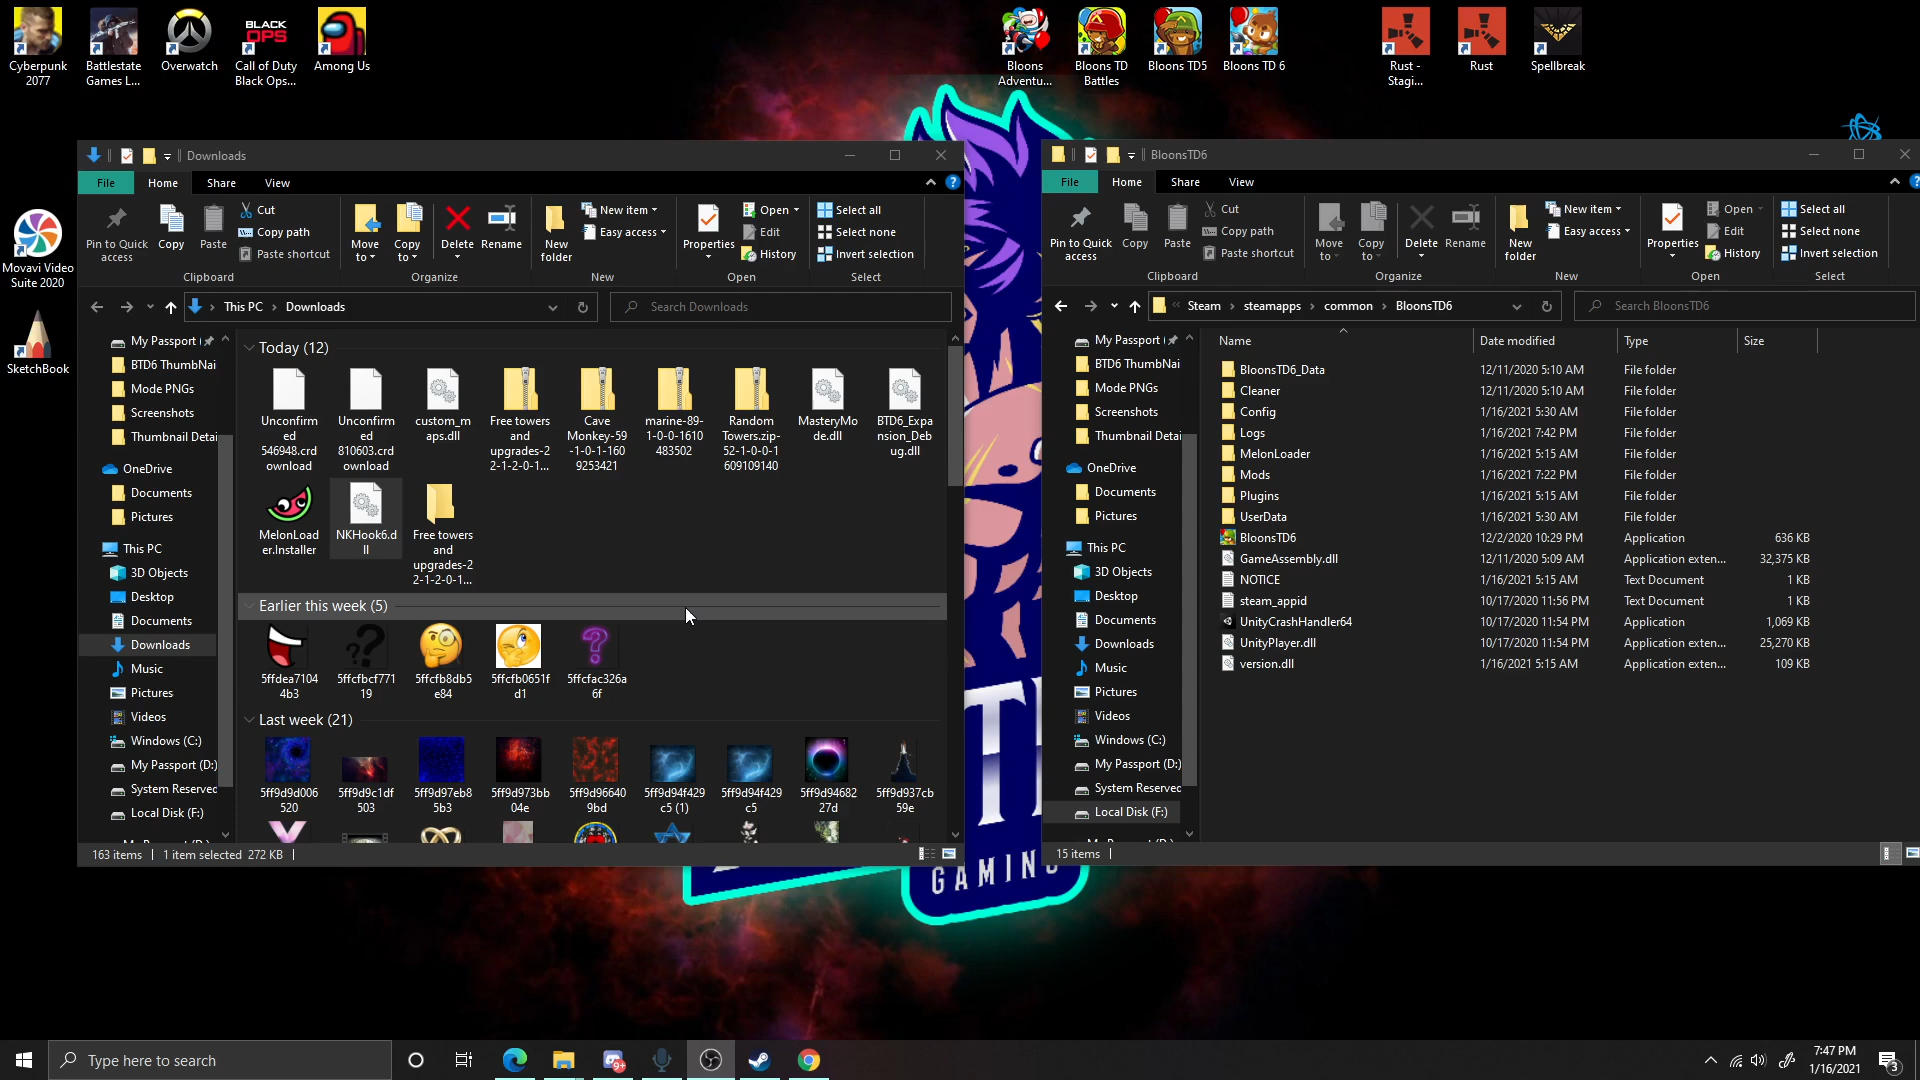 Cyberpunk
2077
Battlestate
Games L...
Overwatch
BLACK
OPS
Call of Duty
Black Ops...
Among Us
Bloons
Adventu...
Bloons TD
Battles
Bloons TD5
Bloons TD 6
Rust -
Stagi...
Rust
Spellbreak
Movavi Video
Suite 2020
SketchBook
Downloads
File
Home
Share
View
Pin to Quick
access
Copy
Paste
Cut
Copy path
Paste shortcut
Clipboard
Move
to
Copy
to
Delete
Rename
Organize
New
folder
New item
Easy access
New
Properties
Open
Edit
History
Open
Select all
Select none
Invert selection
Select
This PC
Downloads
Search Downloads
My Passport (
BTD6 ThumbNai
Mode PNGs
Screenshots
Thumbnail Detai
OneDrive
Documents
Pictures
This PC
3D Objects
Desktop
Documents
Downloads
Music
Pictures
Videos
Windows (C:)
My Passport (D:)
System Reserved
Local Disk (F:)
Today (12)
Unconfirm
ed
546948.crd
ownload
Unconfirm
ed
810603.crd
ownload
custom_m
aps.dll
Free towers
and
upgrades-2
2-1-2-0-1...
Cave
Monkey-59
-1-0-1-160
9253421
marine-89-
1-0-0-1610
483502
Random
Towers.zip-
52-1-0-0-1
609109140
MasteryMo
de.dll
BTD6_Expa
nsion_Deb
ug.dll
MelonLoad
er.Installer
NKHook6.d
ll
Free towers
and
upgrades-2
2-1-2-0-1...
Earlier this week (5)
5ffdea7104
4b3
5ffcfbcf771
19
5ffcfb8db5
e84
5ffcfb0651f
d1
5ffcfac326a
6f
Last week (21)
5ff9d9d006
520
5ff9d9c1df
503
5ff9d97eb8
5b3
5ff9d973bb
04e
5ff9d96640
9bd
5ff9d94f429
c5 (1)
5ff9d94f429
c5
5ff9d94682
27d
5ff9d937cb
59e
163 items
1 item selected 272 KB
BloonsTD6
File
Home
Share
View
Pin to Quick
access
Copy
Paste
Cut
Copy path
Paste shortcut
Clipboard
Move
to
Copy
to
Delete
Rename
Organize
New
folder
New item
Easy access
New
Properties
Open
Edit
History
Open
Select all
Select none
Invert selection
Select
Steam
steamapps
common
BloonsTD6
Search BloonsTD6
My Passport (
BTD6 ThumbNai
Mode PNGs
Screenshots
Thumbnail Detai
OneDrive
Documents
Pictures
This PC
3D Objects
Desktop
Documents
Downloads
Music
Pictures
Videos
Windows (C:)
My Passport (D:)
System Reserved
Local Disk (F:)
Name Date modified Type Size
BloonsTD6_Data 12/11/2020 5:10 AM File folder
Cleaner 12/11/2020 5:10 AM File folder
Config 1/16/2021 5:30 AM File folder
Logs 1/16/2021 7:42 PM File folder
MelonLoader 1/16/2021 5:15 AM File folder
Mods 1/16/2021 7:22 PM File folder
Plugins 1/16/2021 5:15 AM File folder
UserData 1/16/2021 5:30 AM File folder
BloonsTD6 12/2/2020 10:29 PM Application 636 KB
GameAssembly.dll 12/11/2020 5:09 AM Application exten... 32,375 KB
NOTICE 1/16/2021 5:15 AM Text Document 1 KB
steam_appid 10/17/2020 11:56 PM Text Document 1 KB
UnityCrashHandler64 10/17/2020 11:54 PM Application 1,069 KB
UnityPlayer.dll 10/17/2020 11:54 PM Application exten... 25,270 KB
version.dll 1/16/2021 5:15 AM Application exten... 109 KB
15 items
GAMING
Type here to search
9+
7:47 PM
1/16/2021
3